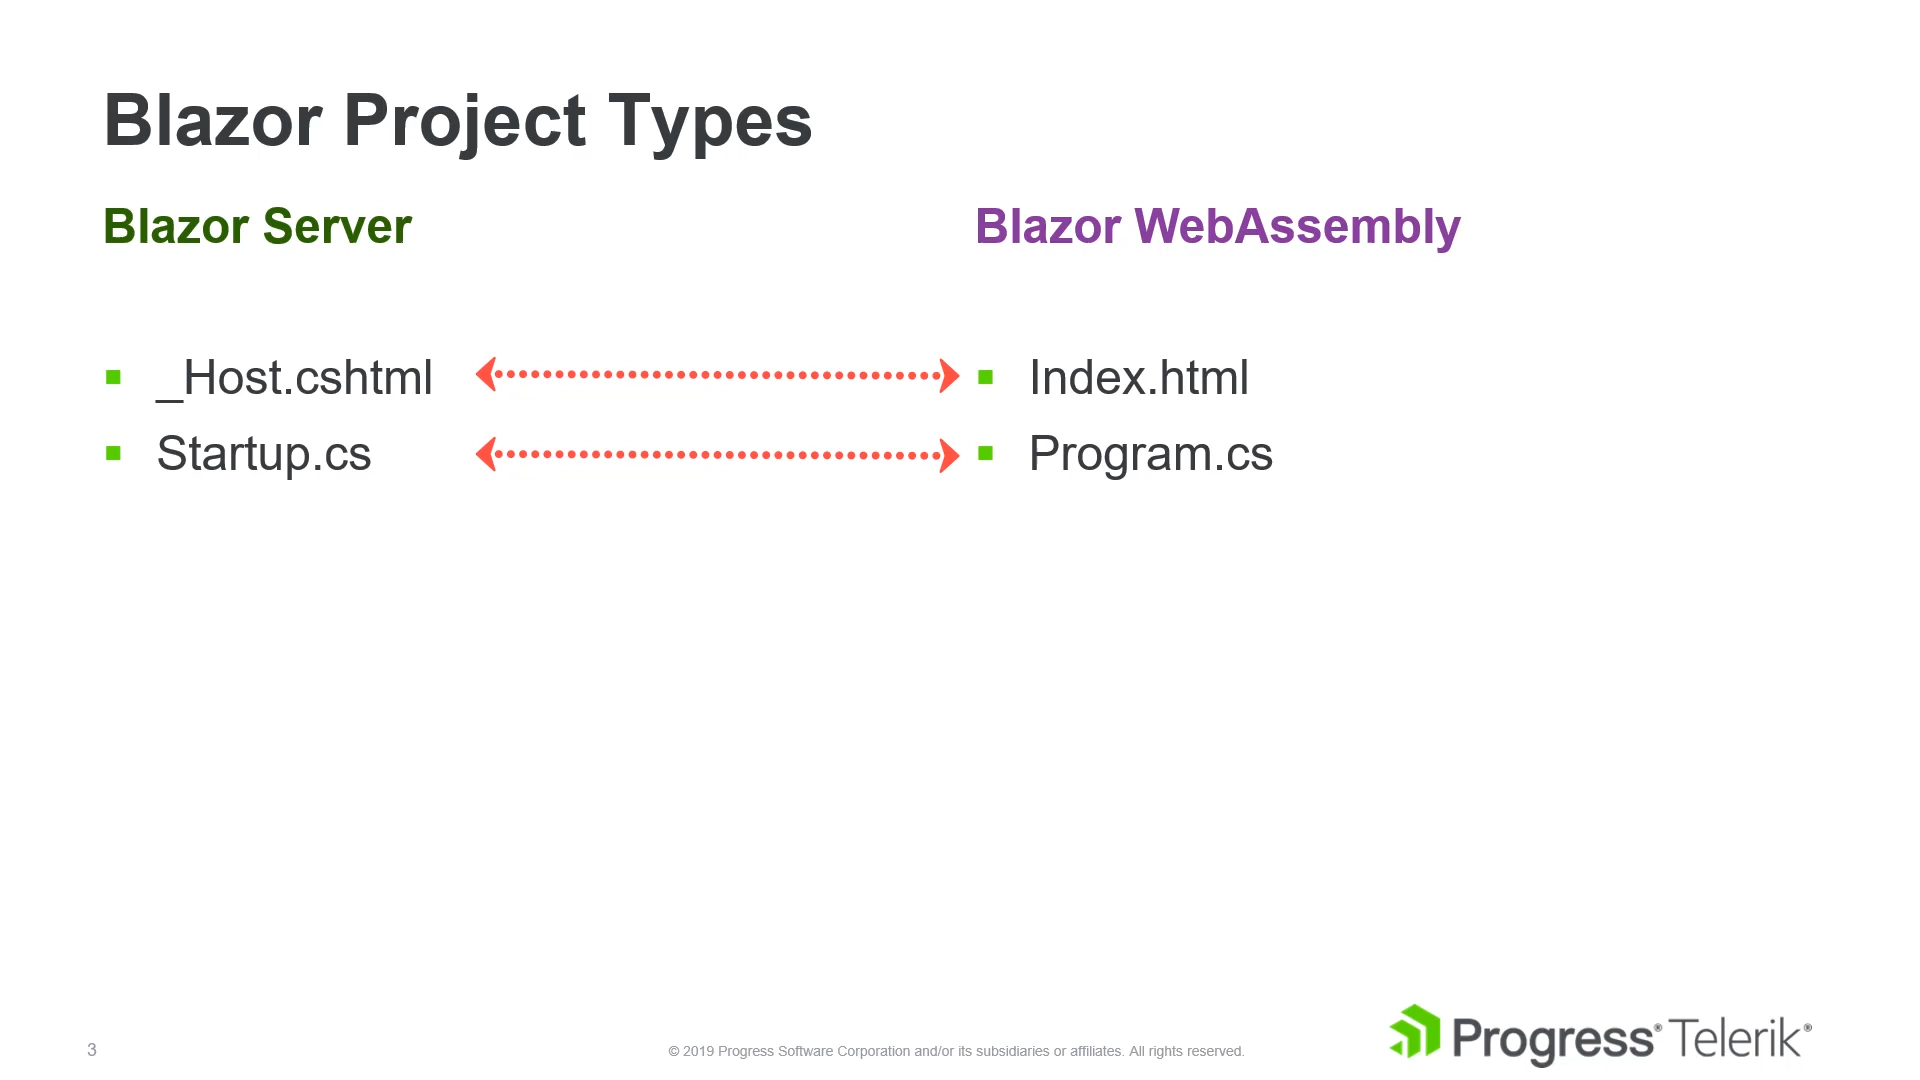 Blazor Project Types
Blazor Server
Blazor WebAssembly
_Host.cshtml
Index.html
Startup.cs
Program.cs
3
© 2019 Progress Software Corporation and/or its subsidiaries or affiliates. All rights reserved.
Progress® Telerik®